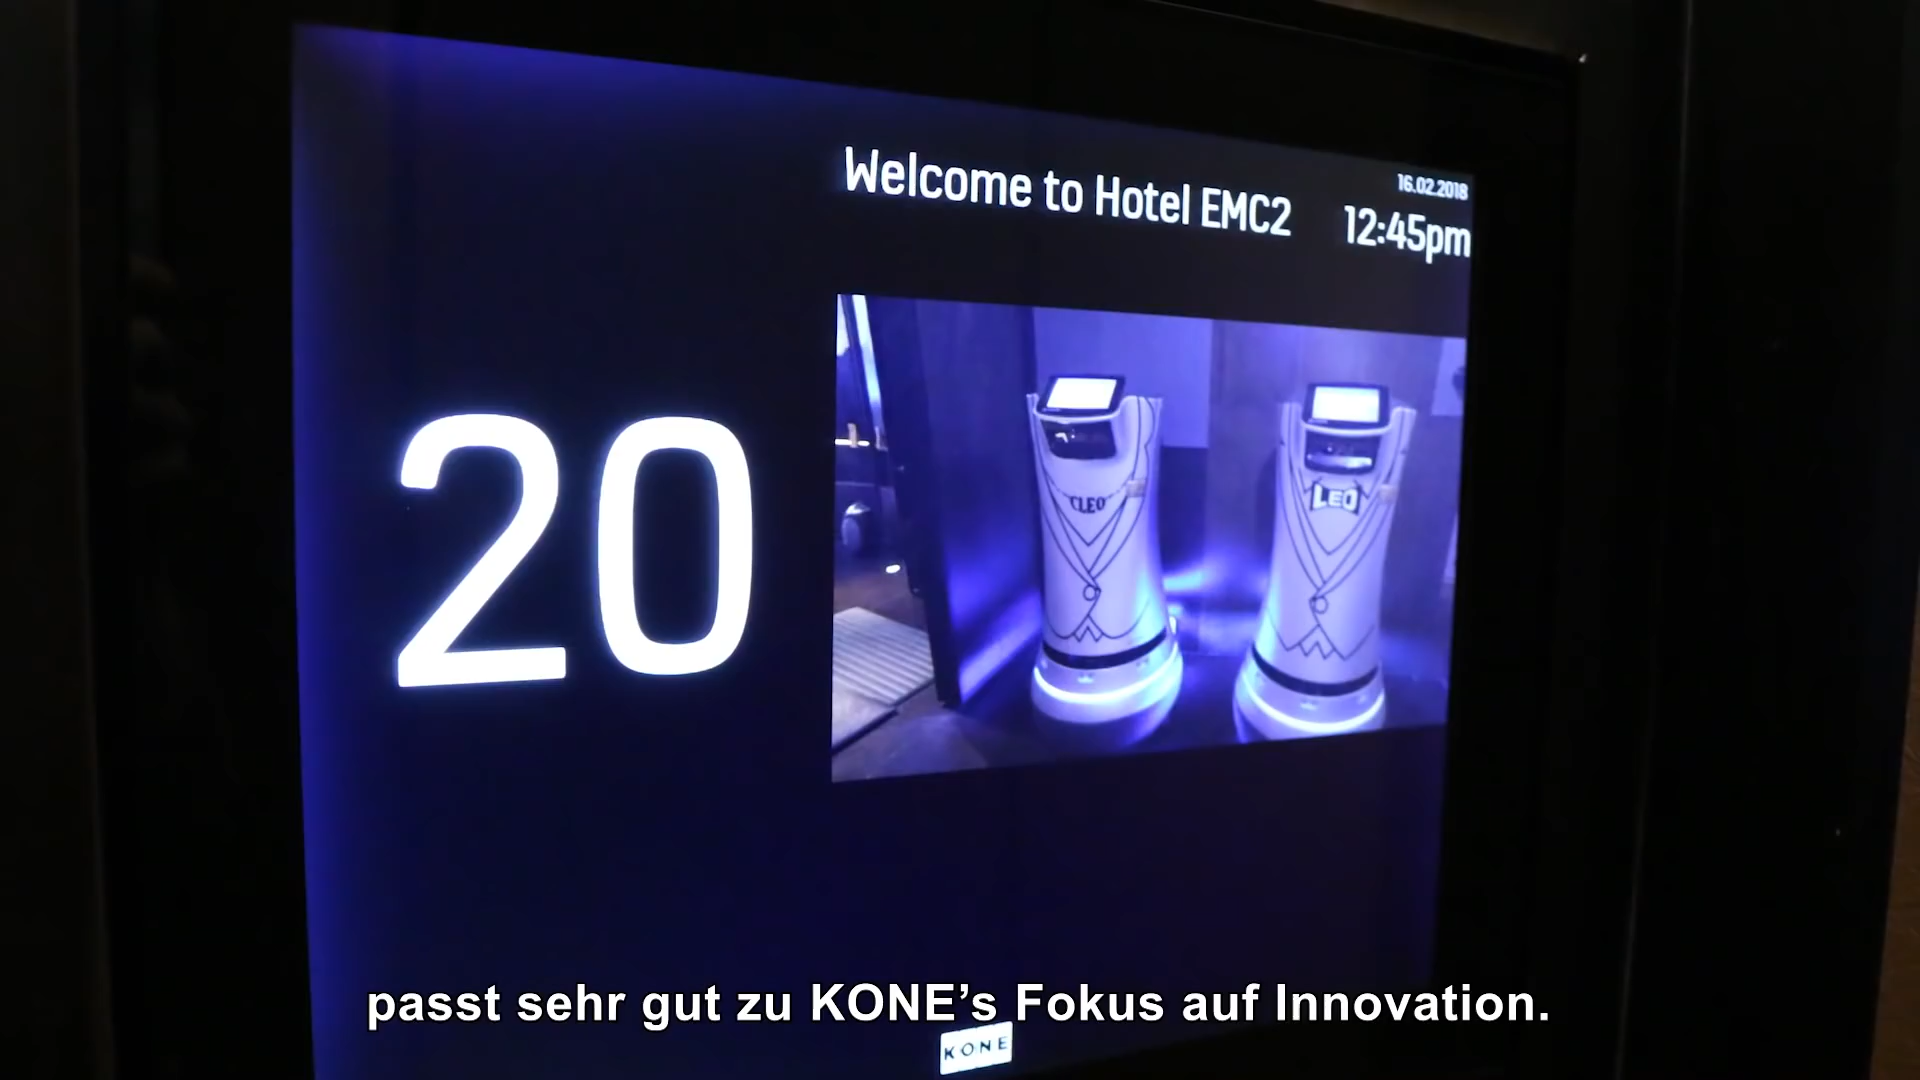 Welcome to Hotel EMC2
16.02.2018
12:45pm
20
CLEO
LEO
passt sehr gut zu KONE’s Fokus auf Innovation.
KONE